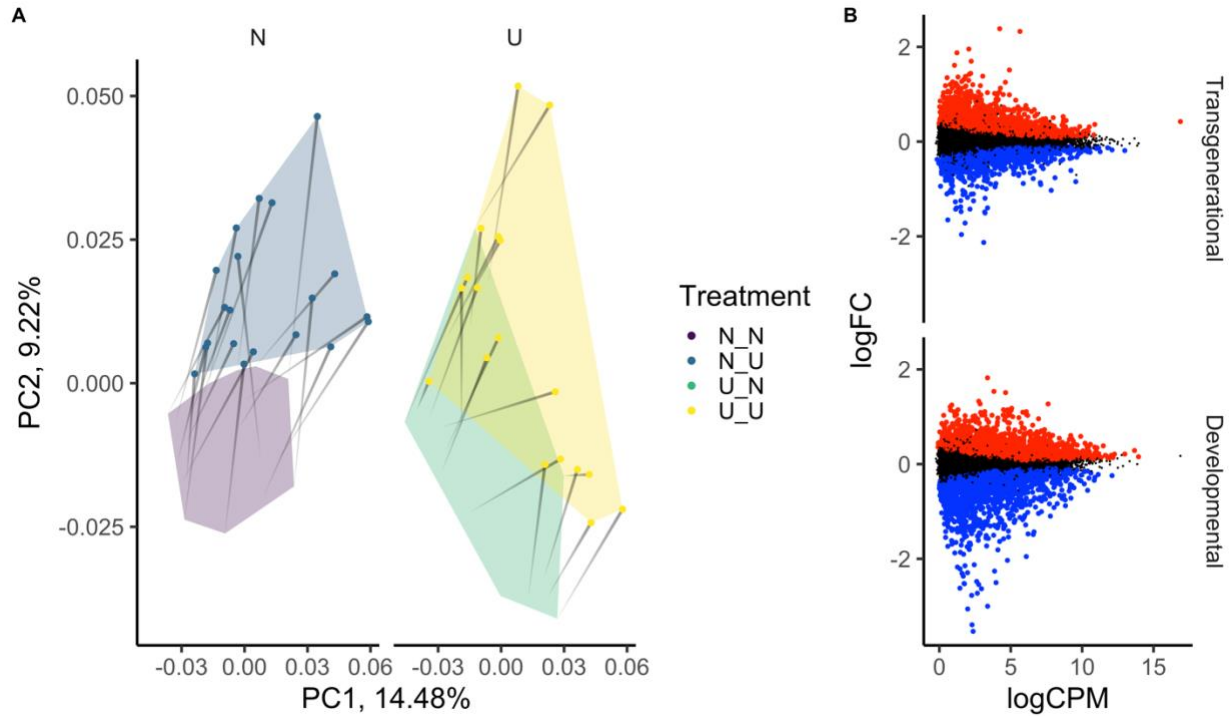 A
N
U
0.050
0.025
0.000
-0.025
PC2, 9.22%
-0.03 0.00 0.03 0.06
-0.03 0.00 0.03 0.06
PC1, 14.48%
Treatment
N_N
N_U
U_N
U_U
B
2
0
-2
Transgenerational
logFC
2
0
-2
Developmental
0 5 10 15
logCPM